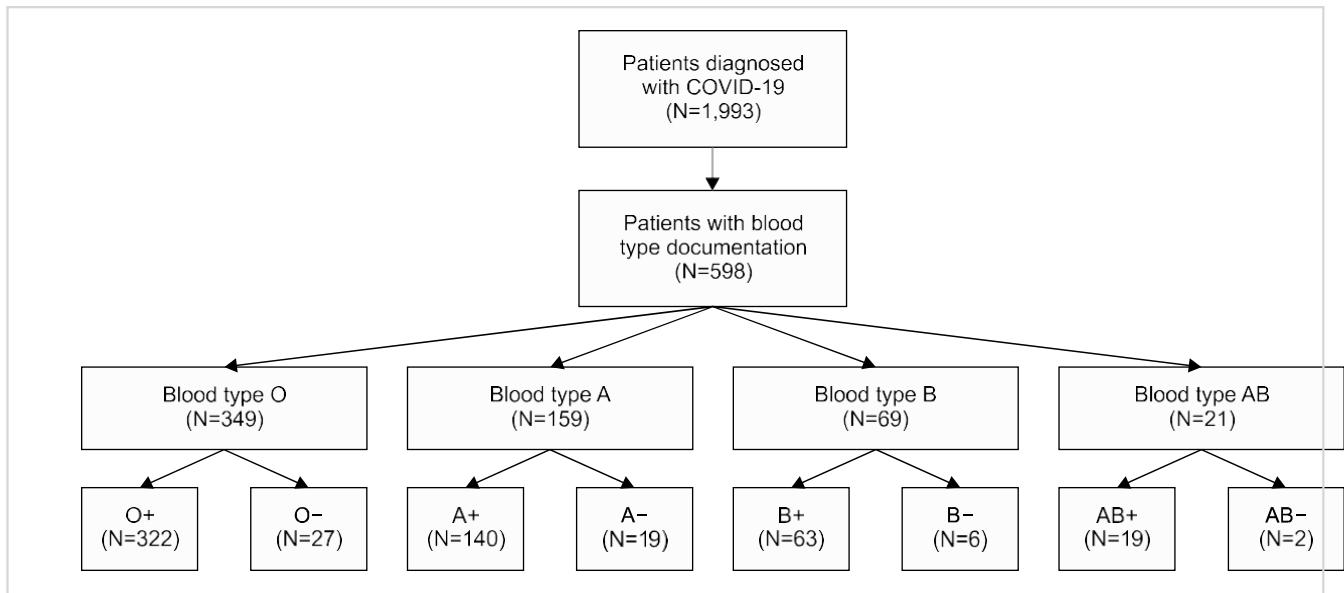 Patients diagnosed
with COVID-19
(N=1,993)
Patients with blood
type documentation
(N=598)
Blood type O
(N=349)
Blood type A
(N=159)
Blood type B
(N=69)
Blood type AB
(N=21)
O+
(N=322)
O−
(N=27)
A+
(N=140)
A−
(N=19)
B+
(N=63)
B−
(N=6)
AB+
(N=19)
AB−
(N=2)